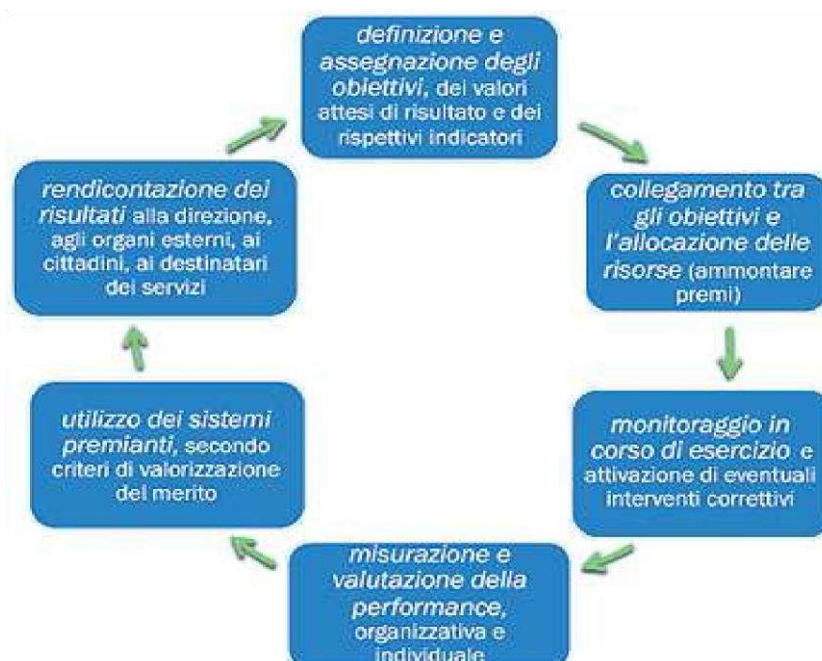 definizione e
assegnazione degli
obiettivi, dei valori
attesi di risultato e dei
rispettivi indicatori
collegamento tra
gli obiettivi e
l'allocazione delle
risorse (ammontare
premi)
monitoraggio in
corso di esercizio e
attivazione di eventuali
interventi correttivi
misurazione e
valutazione della
performance,
organizzativa e
individuale
utilizzo dei sistemi
premianti, secondo
criteri di valorizzazione
del merito
rendicontazione dei
risultati alla direzione,
agli organi esterni, ai
cittadini, ai destinatari
dei servizi